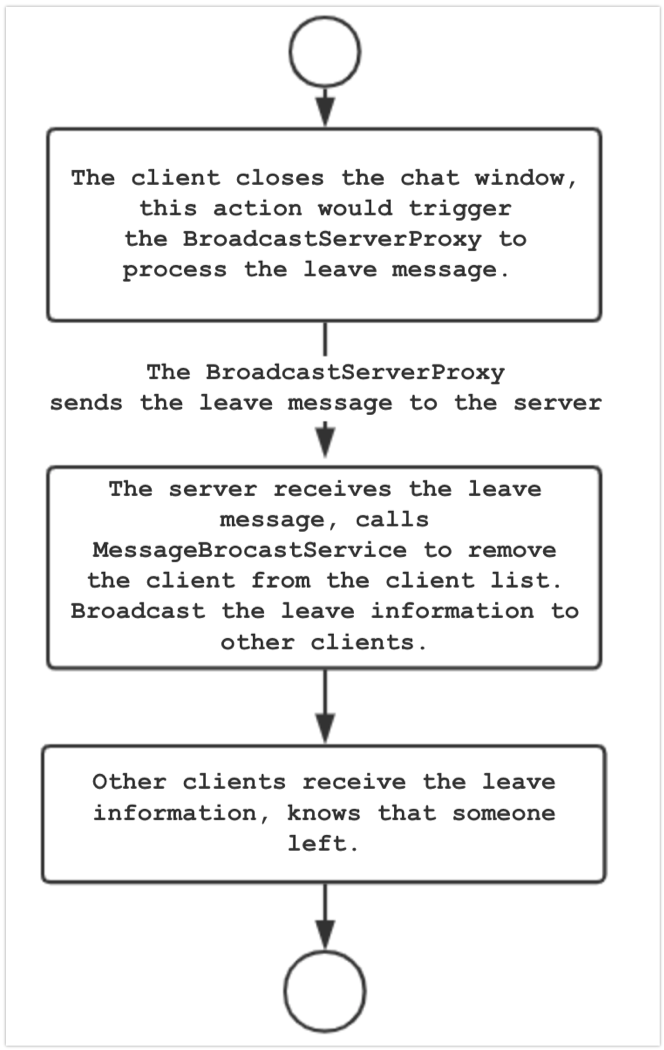 The client closes the chat window,
this action would trigger
the BroadcastServerProxy to
process the leave message.
The BroadcastServerProxy
sends the leave message to the server
The server receives the leave
message, calls
MessageBrocastService to remove
the client from the client list.
Broadcast the leave information to
other clients.
Other clients receive the leave
information, knows that someone
left.